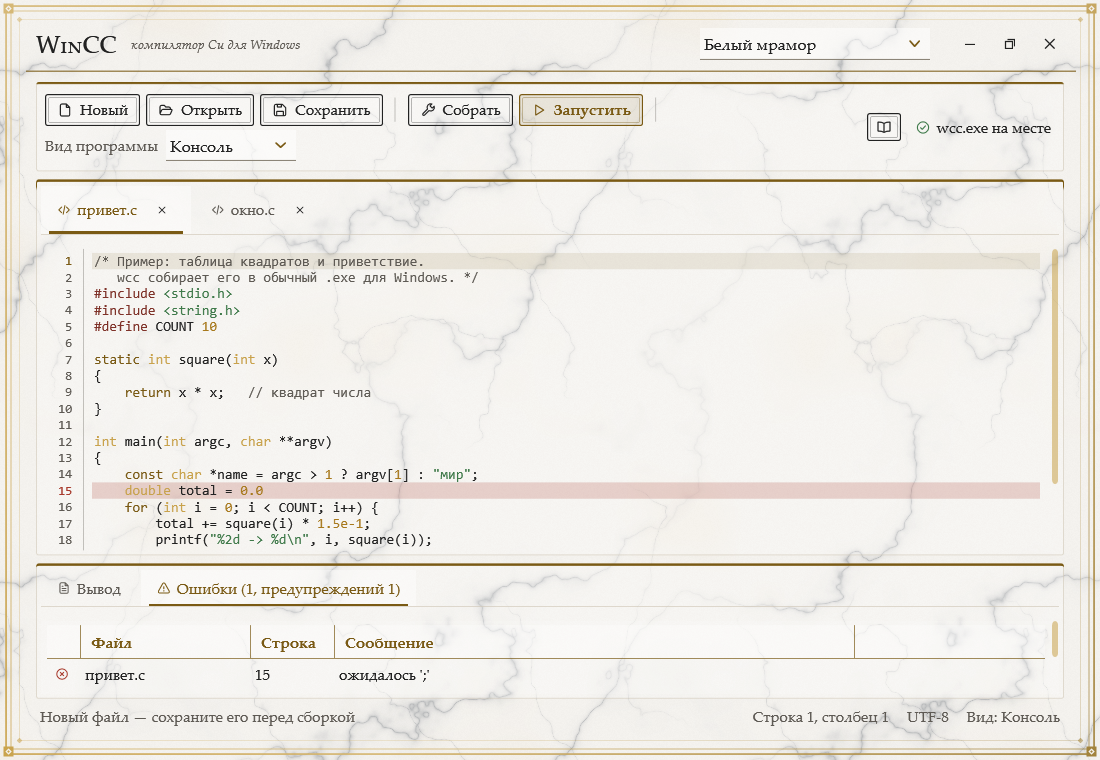 WinCC компилятор Си для Windows Белый мрамор
Новый Открыть Сохранить Собрать Запустить
wcc.exe на месте
Вид программы Консоль
привет.c окно.c
1 /* Пример: таблица квадратов и приветствие.
2    wcc собирает его в обычный .exe для Windows. */
3 #include <stdio.h>
4 #include <string.h>
5 #define COUNT 10
6
7 static int square(int x)
8 {
9     return x * x;   // квадрат числа
10 }
11
12 int main(int argc, char **argv)
13 {
14     const char *name = argc > 1 ? argv[1] : "мир";
15     double total = 0.0
16     for (int i = 0; i < COUNT; i++) {
17         total += square(i) * 1.5e-1;
18         printf("%2d -> %d\n", i, square(i));
Вывод Ошибки (1, предупреждений 1)
Файл Строка Сообщение
привет.c 15 ожидалось ';'
Новый файл — сохраните его перед сборкой Строка 1, столбец 1 UTF-8 Вид: Консоль